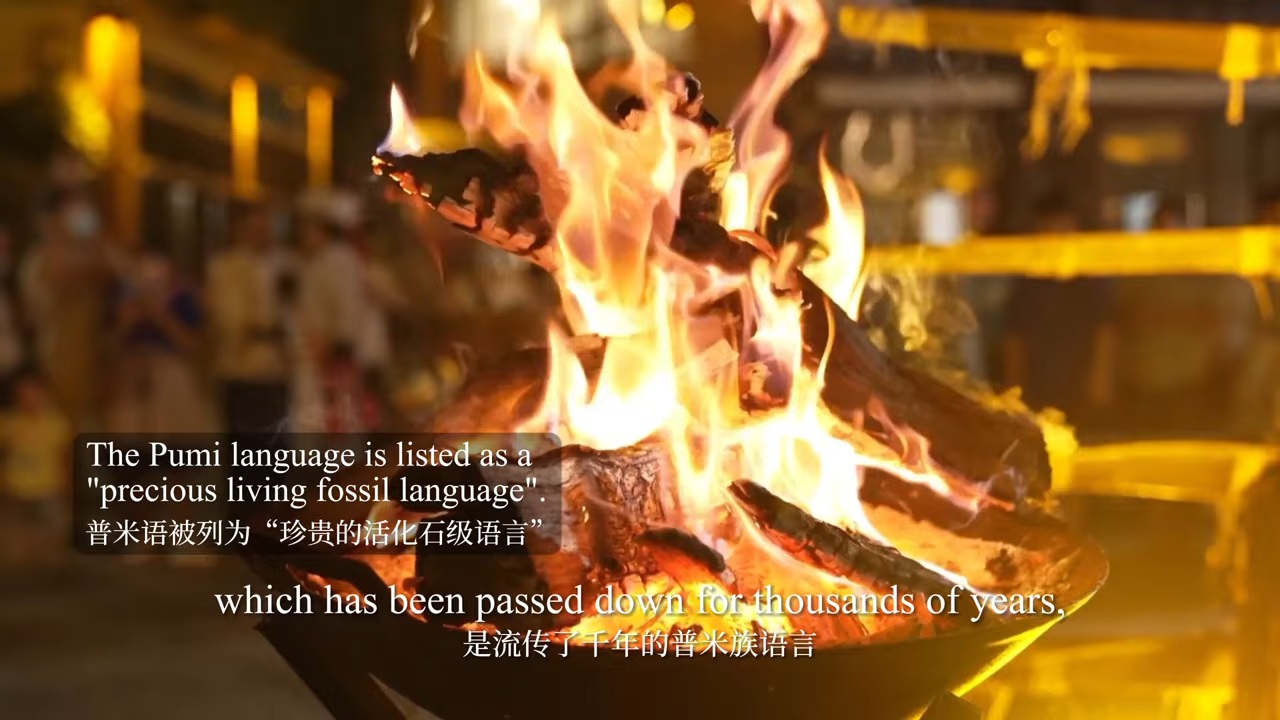 The Pumi language is listed as a
"precious living fossil language".
普米语被列为“珍贵的活化石级语言”
which has been passed down for thousands of years,
是流传了千年的普米族语言